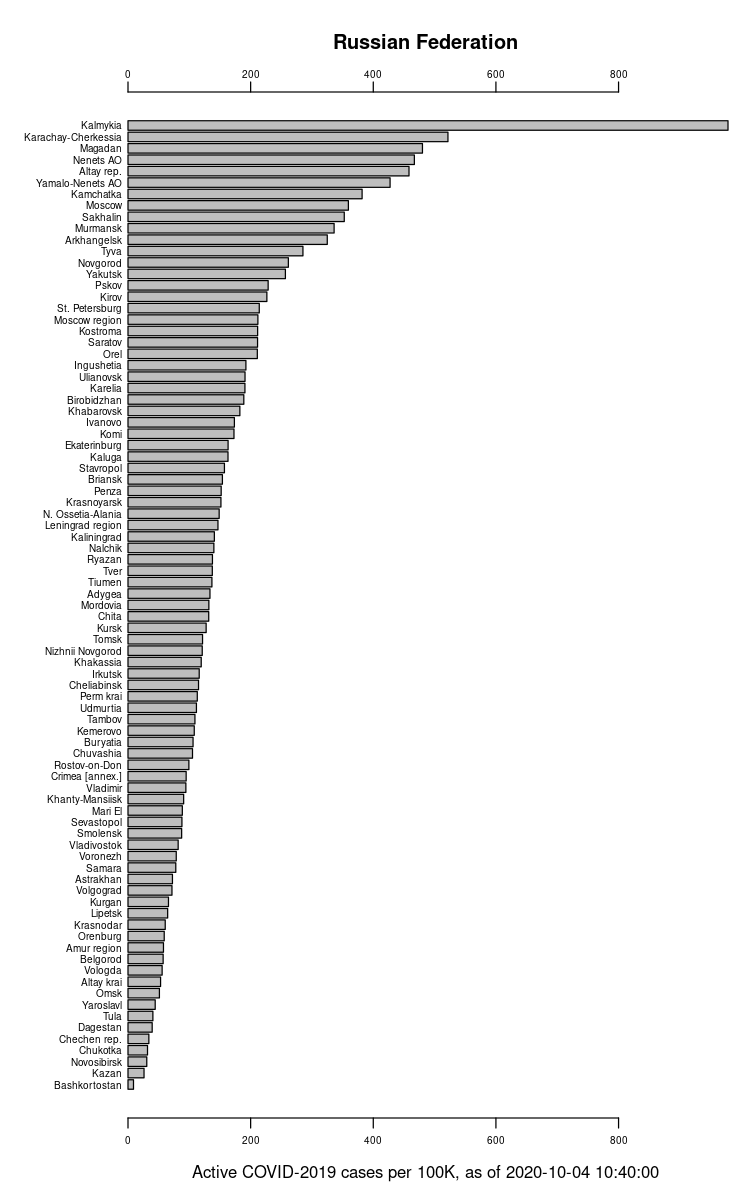 Russian Federation
0 200 400 600 800
Kalmykia
Karachay-Cherkessia
Magadan
Nenets AO
Altay rep.
Yamalo-Nenets AO
Kamchatka
Moscow
Sakhalin
Murmansk
Arkhangelsk
Tyva
Novgorod
Yakutsk
Pskov
Kirov
St. Petersburg
Moscow region
Kostroma
Saratov
Orel
Ingushetia
Ulianovsk
Karelia
Birobidzhan
Khabarovsk
Ivanovo
Komi
Ekaterinburg
Kaluga
Stavropol
Briansk
Penza
Krasnoyarsk
N. Ossetia-Alania
Leningrad region
Kaliningrad
Nalchik
Ryazan
Tver
Tiumen
Adygea
Mordovia
Chita
Kursk
Tomsk
Nizhnii Novgorod
Khakassia
Irkutsk
Cheliabinsk
Perm krai
Udmurtia
Tambov
Kemerovo
Buryatia
Chuvashia
Rostov-on-Don
Crimea [annex.]
Vladimir
Khanty-Mansiisk
Mari El
Sevastopol
Smolensk
Vladivostok
Voronezh
Samara
Astrakhan
Volgograd
Kurgan
Lipetsk
Krasnodar
Orenburg
Amur region
Belgorod
Vologda
Altay krai
Omsk
Yaroslavl
Tula
Dagestan
Chechen rep.
Chukotka
Novosibirsk
Kazan
Bashkortostan
0 200 400 600 800
Active COVID-2019 cases per 100K, as of 2020-10-04 10:40:00